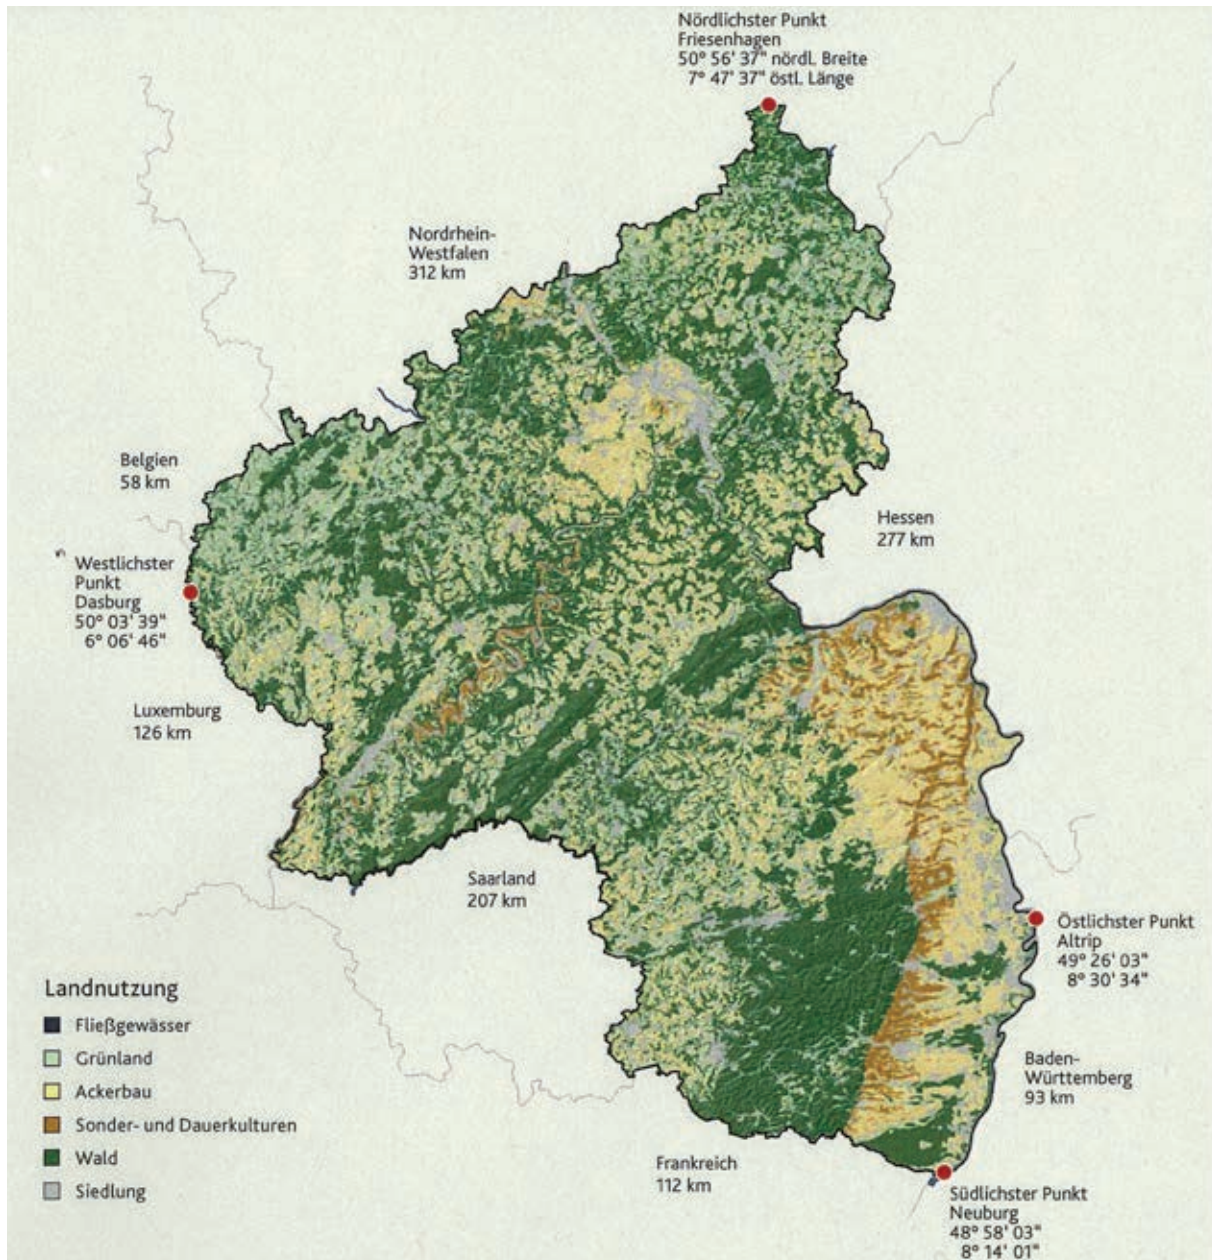 Nördlichster Punkt
Friesenhagen
50° 56' 37" nördl. Breite
7° 47' 37" östl. Länge
Nordrhein-
Westfalen
312 km
Belgien
58 km
Hessen
277 km
Westlichster
Punkt
Dasburg
50° 03' 39"
6° 06' 46"
Luxemburg
126 km
Saarland
207 km
Östlichster Punkt
Altrip
49° 26' 03"
8° 30' 34"
Landnutzung
Fließgewässer
Grünland
Ackerbau
Sonder- und Dauerkulturen
Wald
Siedlung
Baden-
Württemberg
93 km
Frankreich
112 km
Südlichster Punkt
Neuburg
48° 58' 03"
8° 14' 01"